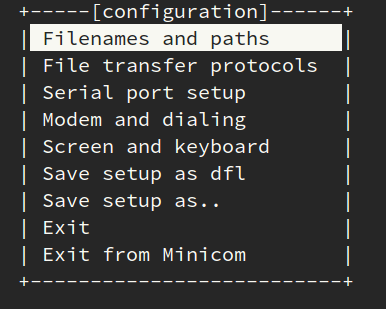 +-----[configuration]------+
| Filenames and paths      |
| File transfer protocols  |
| Serial port setup        |
| Modem and dialing        |
| Screen and keyboard      |
| Save setup as dfl        |
| Save setup as..          |
| Exit                     |
| Exit from Minicom        |
+--------------------------+